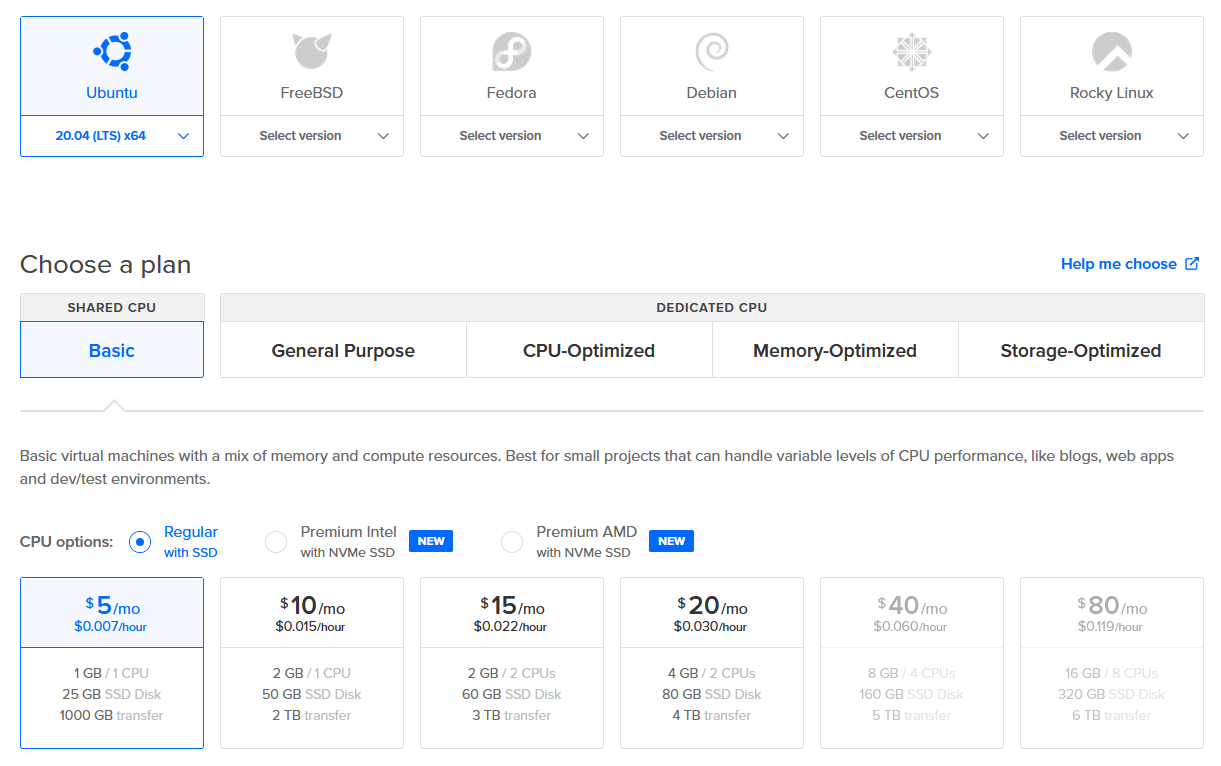 Ubuntu
FreeBSD
Fedora
Debian
CentOS
Rocky Linux
20.04 (LTS) x64
Select version
Select version
Select version
Select version
Select version
Choose a plan
Help me choose
SHARED CPU
DEDICATED CPU
Basic
General Purpose
CPU-Optimized
Memory-Optimized
Storage-Optimized
Basic virtual machines with a mix of memory and compute resources. Best for small projects that can handle variable levels of CPU performance, like blogs, web apps
and dev/test environments.
CPU options:
Regular
with SSD
Premium Intel
with NVMe SSD
NEW
Premium AMD
with NVMe SSD
NEW
$5/mo
$0.007/hour
1 GB / 1 CPU
25 GB SSD Disk
1000 GB transfer
$10/mo
$0.015/hour
2 GB / 1 CPU
50 GB SSD Disk
2 TB transfer
$15/mo
$0.022/hour
2 GB / 2 CPUs
60 GB SSD Disk
3 TB transfer
$20/mo
$0.030/hour
4 GB / 2 CPUs
80 GB SSD Disk
4 TB transfer
$40/mo
$0.060/hour
8 GB / 4 CPUs
160 GB SSD Disk
5 TB transfer
$80/mo
$0.119/hour
16 GB / 8 CPUs
320 GB SSD Disk
6 TB transfer